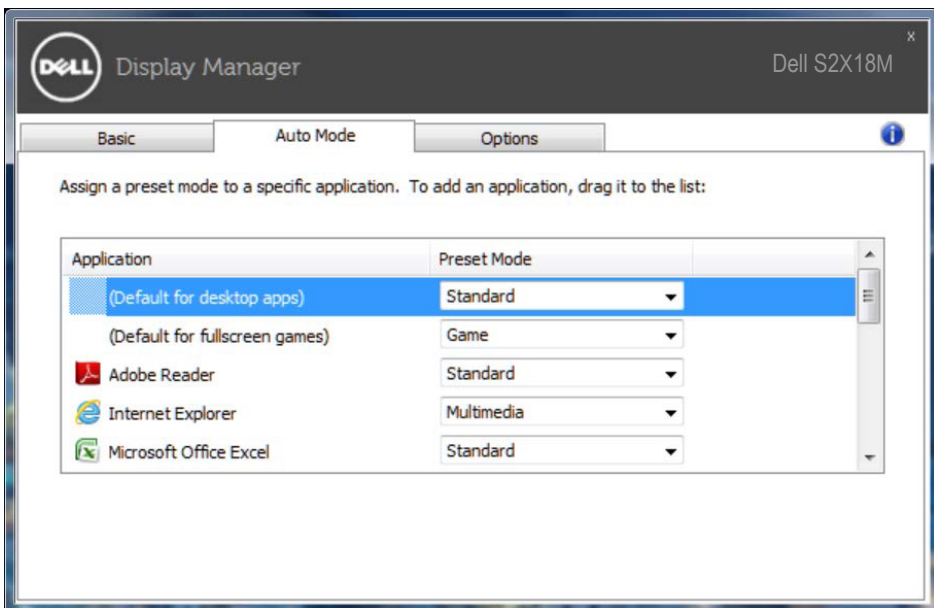 DELL Display Manager Dell S2X18M x
Basic Auto Mode Options i
Assign a preset mode to a specific application. To add an application, drag it to the list:
Application Preset Mode
(Default for desktop apps) Standard
(Default for fullscreen games) Game
Adobe Reader Standard
Internet Explorer Multimedia
Microsoft Office Excel Standard